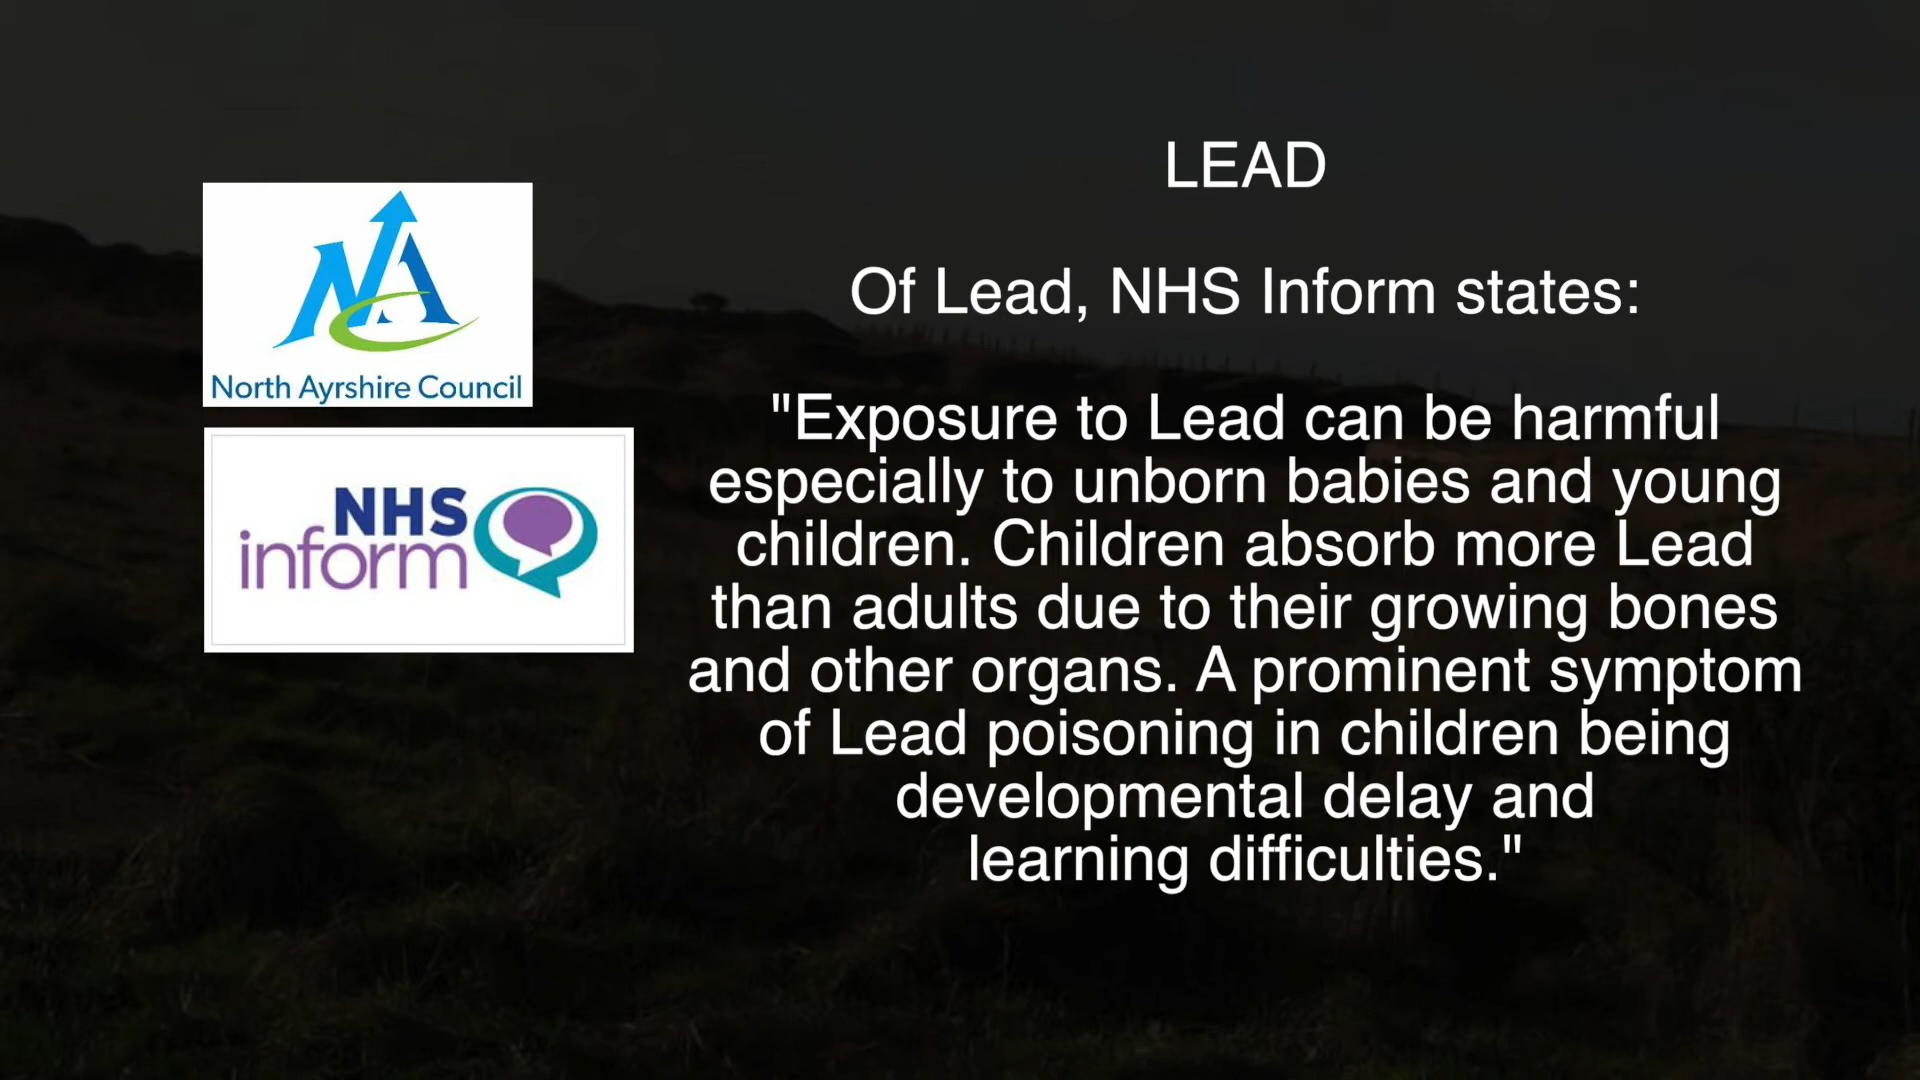 North Ayrshire Council
NHS
inform
LEAD
Of Lead, NHS Inform states:
"Exposure to Lead can be harmful
especially to unborn babies and young
children. Children absorb more Lead
than adults due to their growing bones
and other organs. A prominent symptom
of Lead poisoning in children being
developmental delay and
learning difficulties."